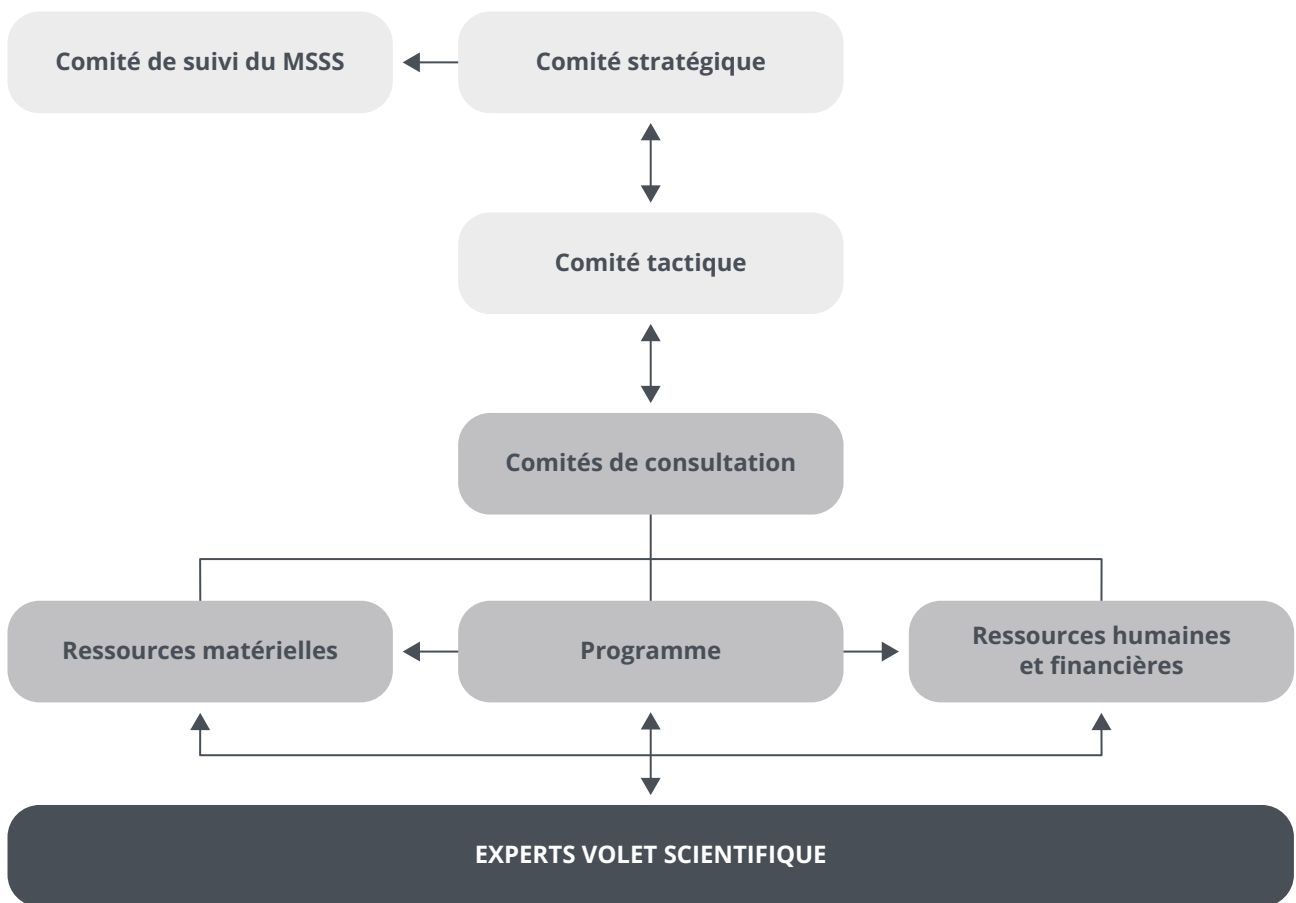 Comité de suivi du MSSS
Comité stratégique
Comité tactique
Comités de consultation
Ressources matérielles
Programme
Ressources humaines
et financières
EXPERTS VOLET SCIENTIFIQUE